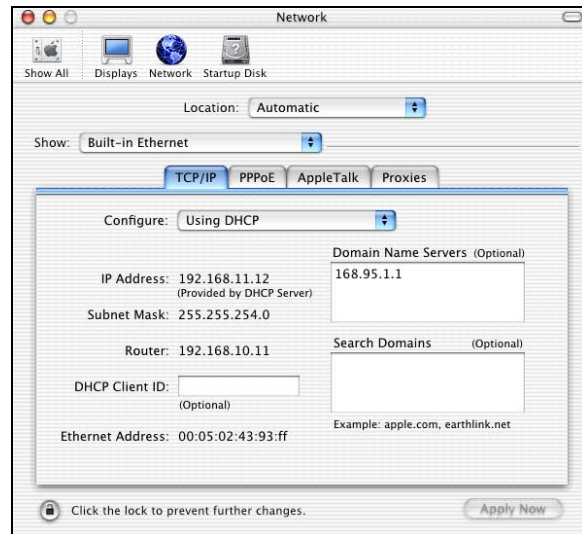 Network
Show All
Displays
Network
Startup Disk
Location: Automatic
Show: Built-in Ethernet
TCP/IP
PPPoE
AppleTalk
Proxies
Configure: Using DHCP
Domain Name Servers (Optional)
168.95.1.1
IP Address: 192.168.11.12
(Provided by DHCP Server)
Subnet Mask: 255.255.254.0
Router: 192.168.10.11
Search Domains (Optional)
DHCP Client ID:
(Optional)
Example: apple.com, earthlink.net
Ethernet Address: 00:05:02:43:93:ff
Click the lock to prevent further changes.
Apply Now